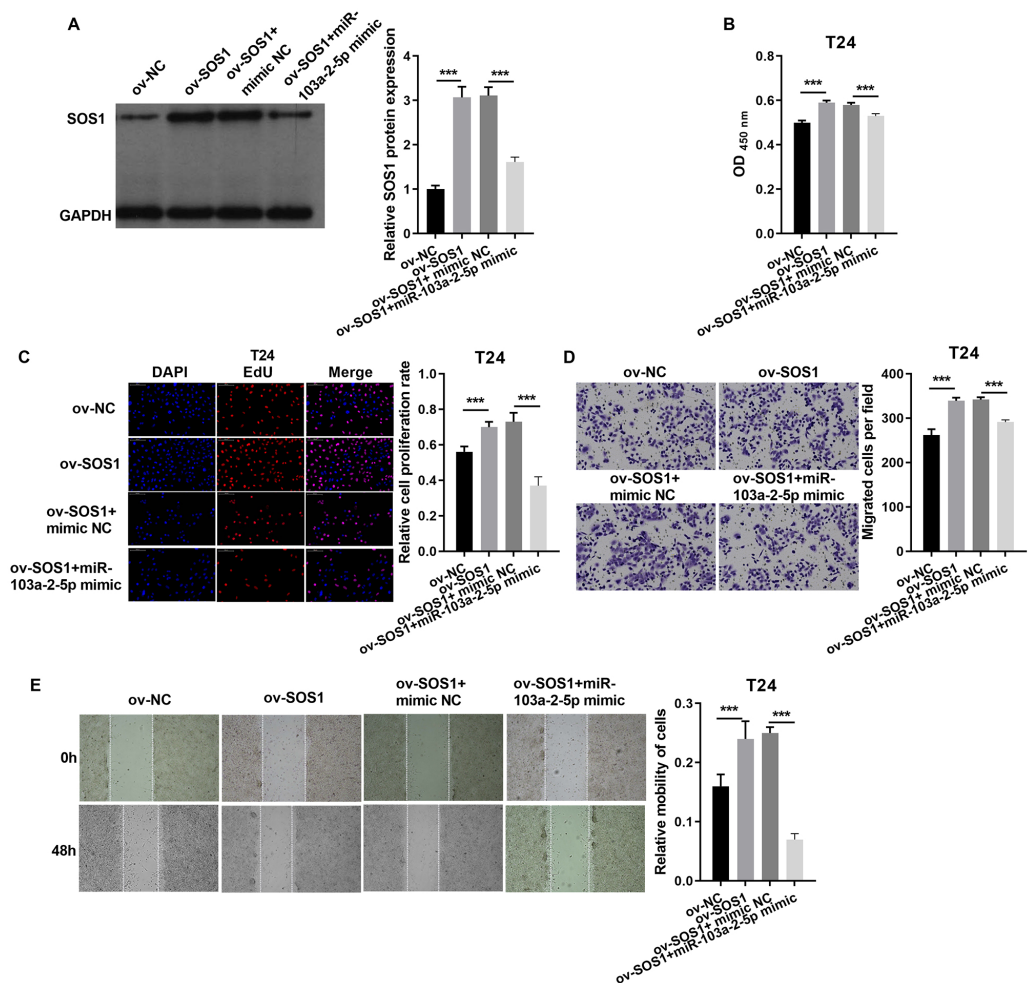 A
ov-NC
ov-SOS1
ov-SOS1+
mimic NC
ov-SOS1+miR-
103a-2-5p mimic
SOS1
GAPDH
Relative SOS1 protein expression
4
3
2
1
0
***
***
ov-NC
ov-SOS1
ov-SOS1+ mimic NC
ov-SOS1+miR-103a-2-5p mimic
B
T24
OD 450 nm
0.8
0.6
0.4
0.2
0.0
***
***
ov-NC
ov-SOS1
ov-SOS1+ mimic NC
ov-SOS1+miR-103a-2-5p mimic
C
T24
DAPI
EdU
Merge
ov-NC
ov-SOS1
ov-SOS1+
mimic NC
ov-SOS1+miR-
103a-2-5p mimic
T24
Relative cell proliferation rate
0.8
0.6
0.4
0.2
0.0
***
***
ov-NC
ov-SOS1
ov-SOS1+ mimic NC
ov-SOS1+miR-103a-2-5p mimic
D
ov-NC
ov-SOS1
ov-SOS1+
mimic NC
ov-SOS1+miR-
103a-2-5p mimic
T24
Migrated cells per field
400
300
200
100
0
***
***
ov-NC
ov-SOS1
ov-SOS1+ mimic NC
ov-SOS1+miR-103a-2-5p mimic
E
ov-NC
ov-SOS1
ov-SOS1+
mimic NC
ov-SOS1+miR-
103a-2-5p mimic
0h
48h
T24
Relative mobility of cells
0.3
0.2
0.1
0.0
***
***
ov-NC
ov-SOS1
ov-SOS1+ mimic NC
ov-SOS1+miR-103a-2-5p mimic